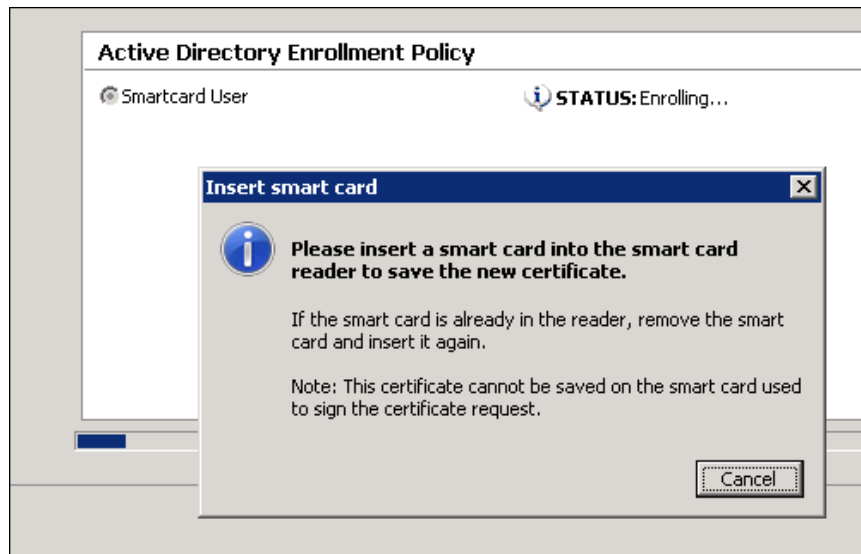 Active Directory Enrollment Policy
Smartcard User
STATUS: Enrolling...
Insert smart card
Please insert a smart card into the smart card
reader to save the new certificate.
If the smart card is already in the reader, remove the smart
card and insert it again.
Note: This certificate cannot be saved on the smart card used
to sign the certificate request.
Cancel